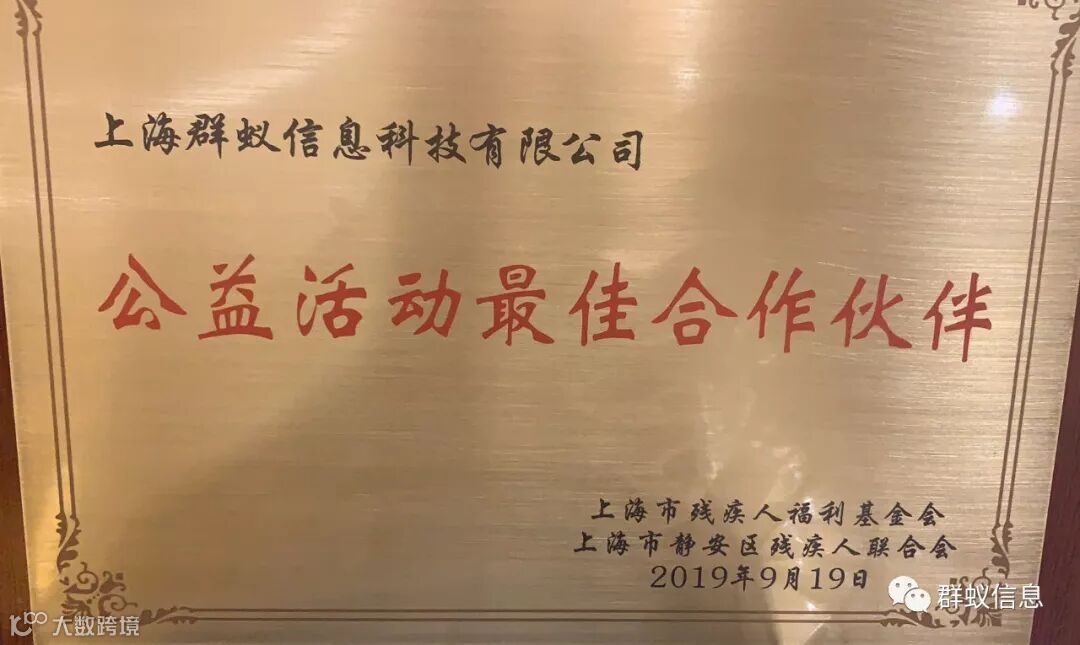 上海群蚁信息科技有限公司
公益活动最佳合作伙伴
上海市残疾人福利基金会
上海市静安区残疾人联合会
2019年9月19日
群蚁信息
大数跨境